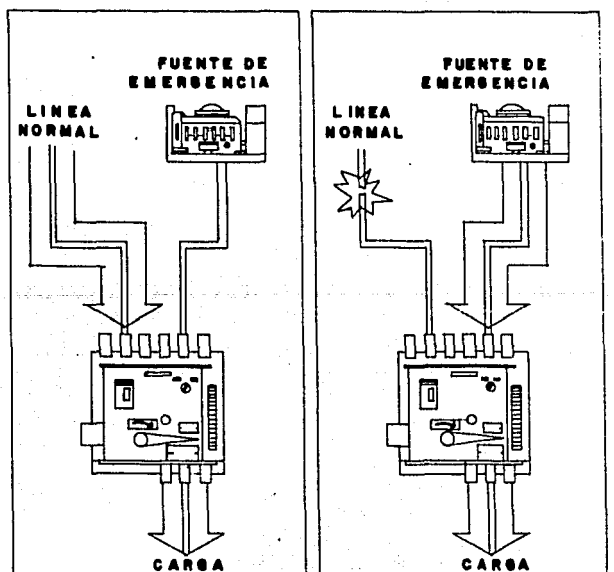 FUENTE DE
EMERGENCIA
LINEA
NORMAL
CARGA
FUENTE DE
EMERGENCIA
LINEA
NORMAL
CARGA